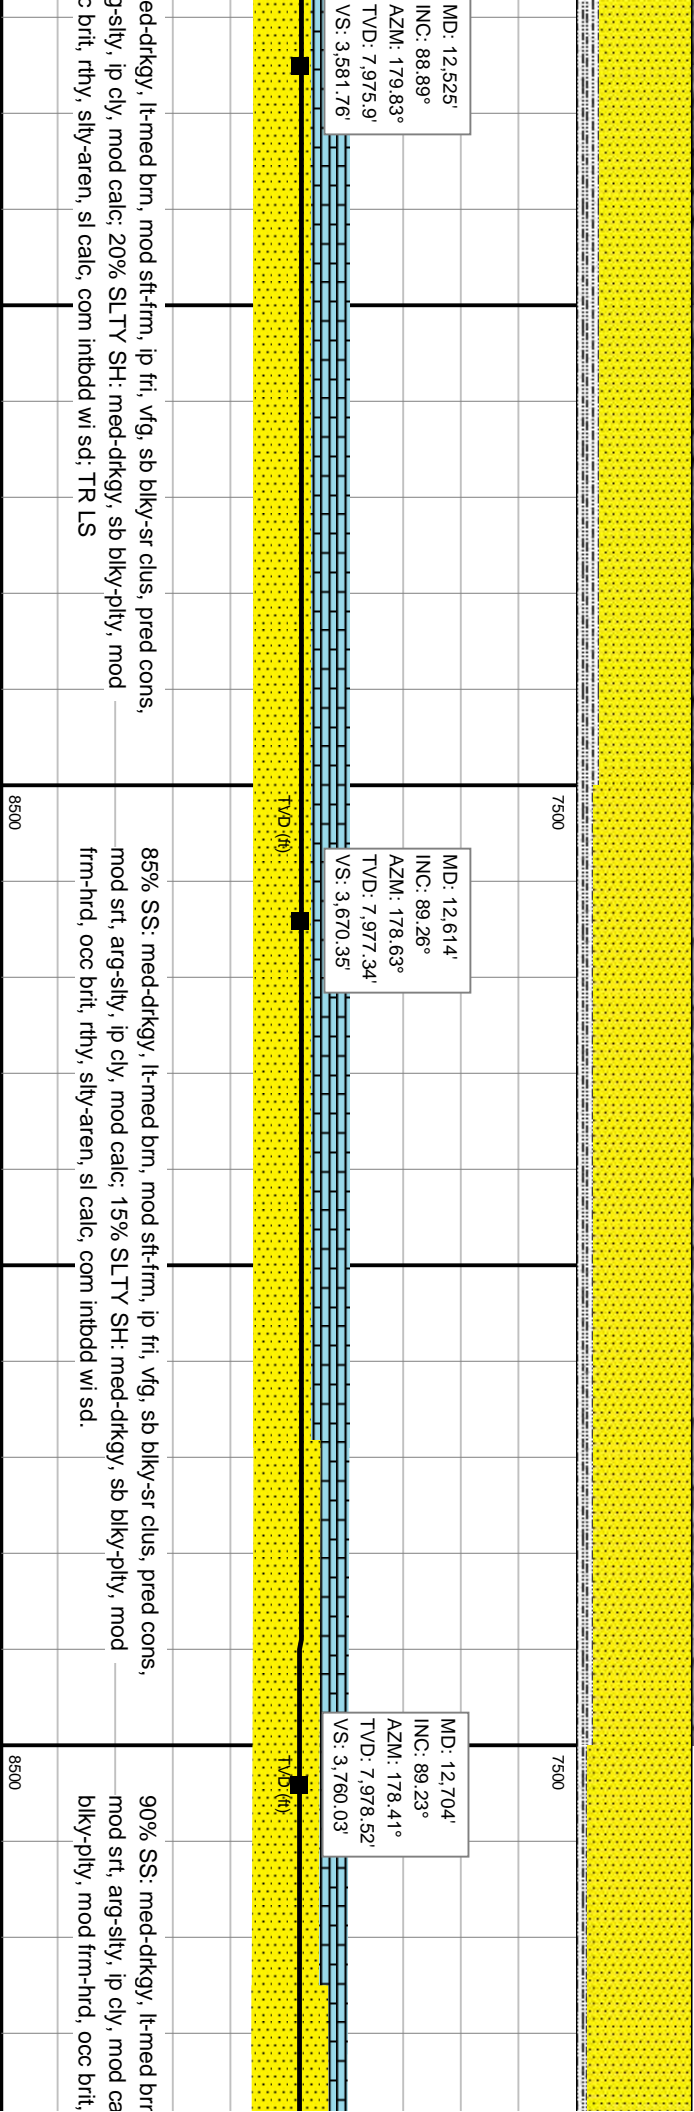 MD: 12,525'
INC: 88.89°
AZM: 179.83°
TVD: 7,975.9'
VS: 3,581.76'
lt-med brn, mod sft-frm, ip fri, vfg, sb blky-sr clus, pred cons,
ip cly, mod calc; 20% SLTY SH: med-drkgy, sb blky-plty, mod
brit, rthy, slty-aren, sl calc, com intbdd wi sd; TR LS
7500
TVD (ft)
8500
MD: 12,614'
INC: 89.26°
AZM: 178.63°
TVD: 7,977.34'
VS: 3,670.35'
85% SS: med-drkgy, lt-med brn, mod sft-frm, ip fri, vfg, sb blky-sr clus, pred cons,
mod srt, arg-slty, ip cly, mod calc; 15% SLTY SH: med-drkgy, sb blky-plty, mod
frm-hrd, occ brit, rthy, slty-aren, sl calc, com intbdd wi sd.
7500
TVD (ft)
8500
MD: 12,704'
INC: 89.23°
AZM: 178.41°
TVD: 7,978.52'
VS: 3,760.03'
90% SS: med-drkgy, lt-med
mod srt, arg-slty, ip cly, mod
blky-plty, mod frm-hrd, occ brit,